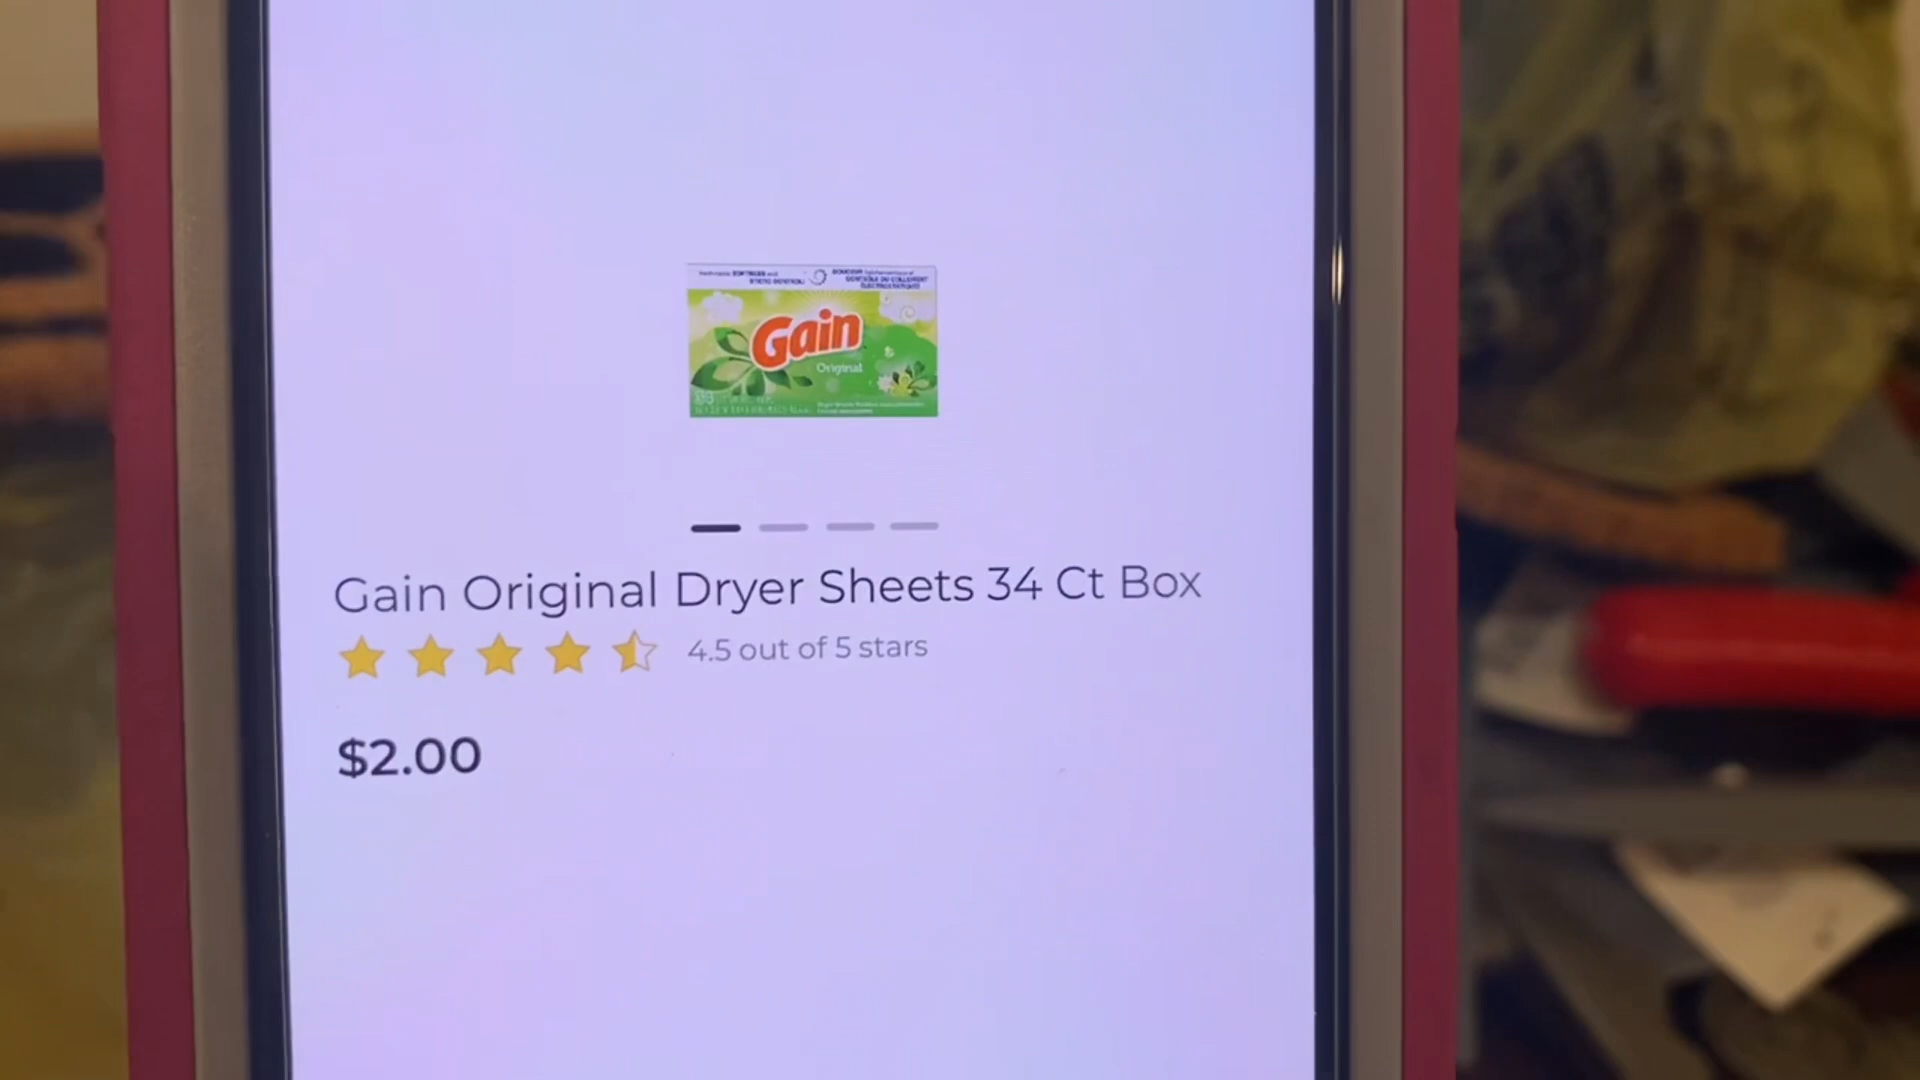 Gain
Original
Gain Original Dryer Sheets 34 Ct Box
4.5 out of 5 stars
$2.00